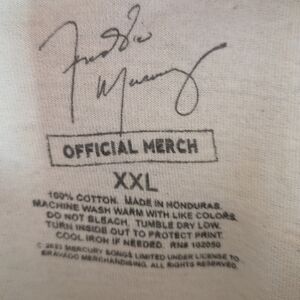 Freddie
Mercury
OFFICIAL MERCH
XXL
100% COTTON. MADE IN HONDURAS.
MACHINE WASH WARM WITH LIKE COLORS
DO NOT BLEACH. TUMBLE DRY LOW.
TURN INSIDE OUT TO PROTECT PRINT.
COOL IRON IF NEEDED. RN# 102050
MERCURY SONGS LIMITED UNDER LICENSE TO
BRAVADO MERCHANDISING. ALL RIGHTS RESERVED.